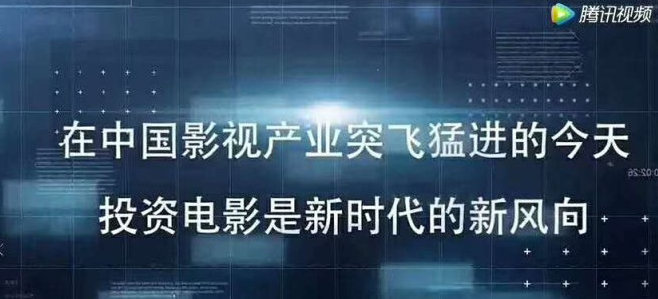 腾讯视频
在中国影视产业突飞猛进的今天
投资电影是新时代的新风向